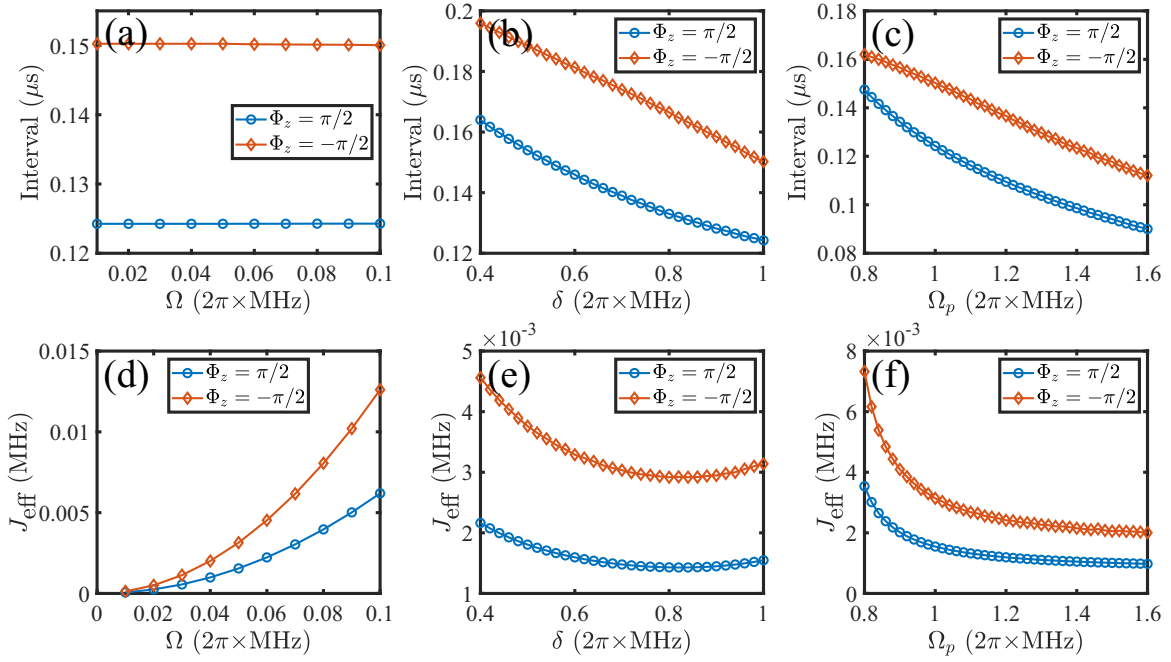 (a)
0.15
0.14
0.13
0.12
Interval (μs)
Φz = π/2
Φz = −π/2
0.02 0.04 0.06 0.08 0.1
Ω (2π×MHz)
(b)
0.2
0.18
0.16
0.14
0.12
Interval (μs)
Φz = π/2
Φz = −π/2
0.4 0.6 0.8 1
δ (2π×MHz)
(c)
0.18
0.16
0.14
0.12
0.1
0.08
Interval (μs)
Φz = π/2
Φz = −π/2
0.8 1 1.2 1.4 1.6
Ωp (2π×MHz)
(d)
0.015
0.01
0.005
0
Jeff (MHz)
Φz = π/2
Φz = −π/2
0 0.02 0.04 0.06 0.08 0.1
Ω (2π×MHz)
×10⁻³
(e)
5
4
3
2
1
Jeff (MHz)
Φz = π/2
Φz = −π/2
0.4 0.6 0.8 1
δ (2π×MHz)
×10⁻³
(f)
8
6
4
2
0
Jeff (MHz)
Φz = π/2
Φz = −π/2
0.8 1 1.2 1.4 1.6
Ωp (2π×MHz)